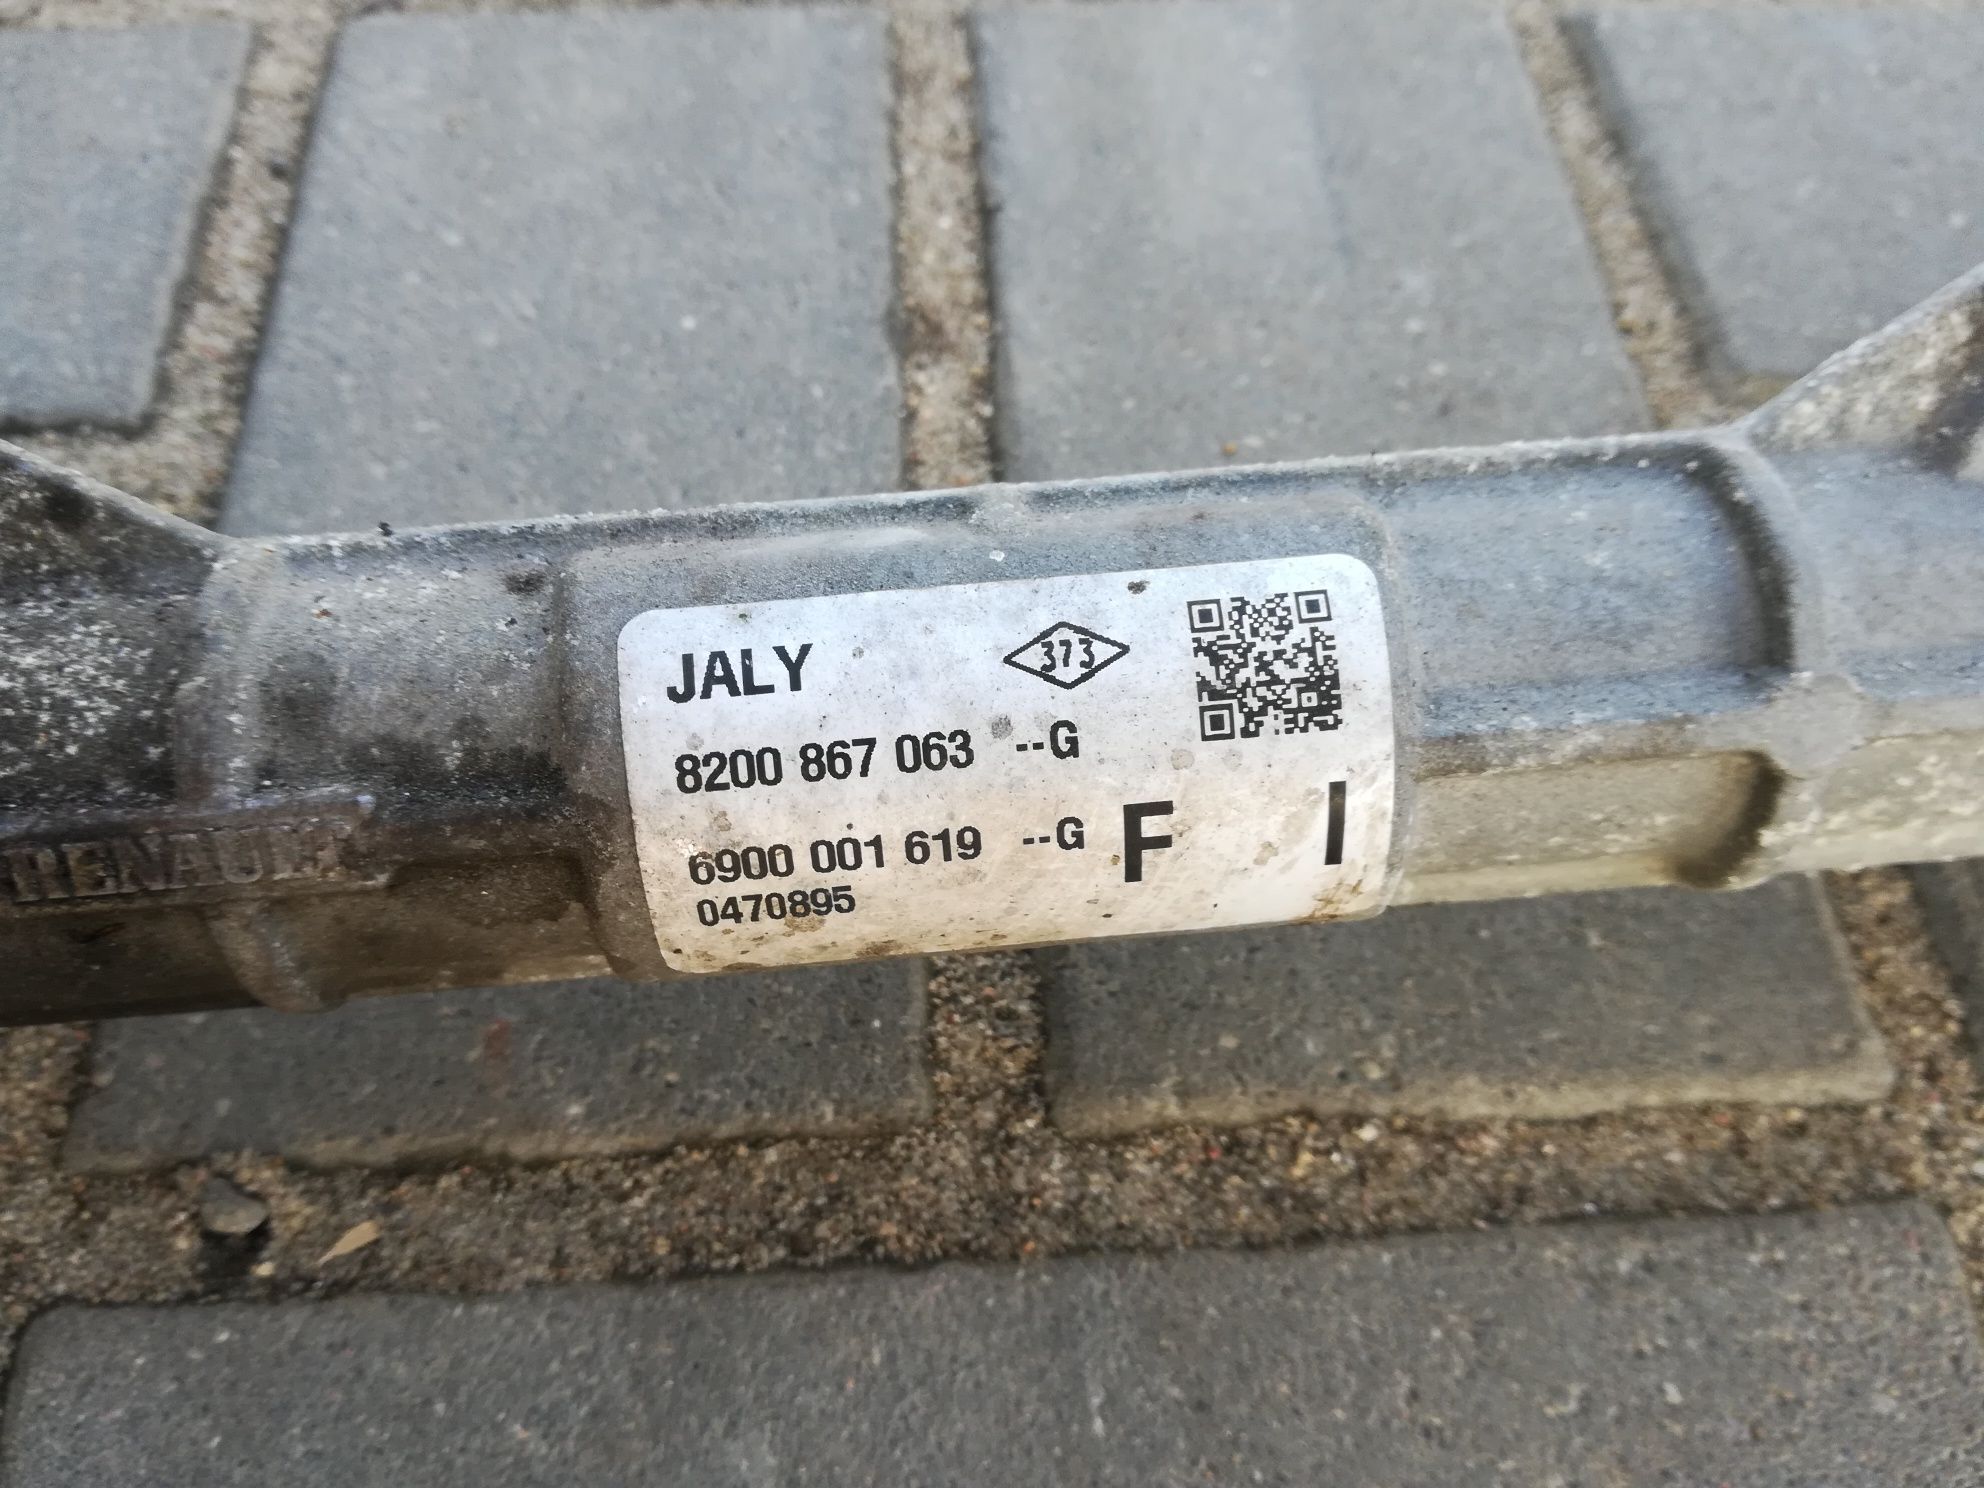 JALY
373
8200 867 063 --G
6900 001 619 --G F I
0470895
RENAULT